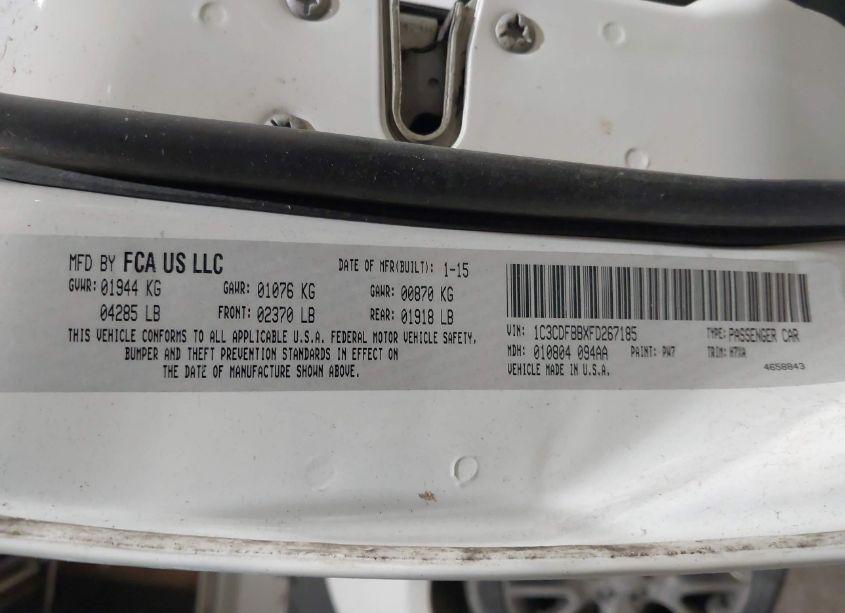 MFD BY FCA US LLC DATE OF MFR(BUILT): 1-15
GVWR: 01944 KG GAWR: 01076 KG GAWR: 00870 KG
04285 LB FRONT: 02370 LB REAR: 01918 LB
THIS VEHICLE CONFORMS TO ALL APPLICABLE U.S.A. FEDERAL MOTOR VEHICLE SAFETY,
BUMPER AND THEFT PREVENTION STANDARDS IN EFFECT ON
THE DATE OF MANUFACTURE SHOWN ABOVE.
VIN: 1C3CDFBBXFD267185 TYPE: PASSENGER CAR
MDH: 010804 094AA PAINT: PW7 TRIM: H7XA
VEHICLE MADE IN U.S.A. 4658843